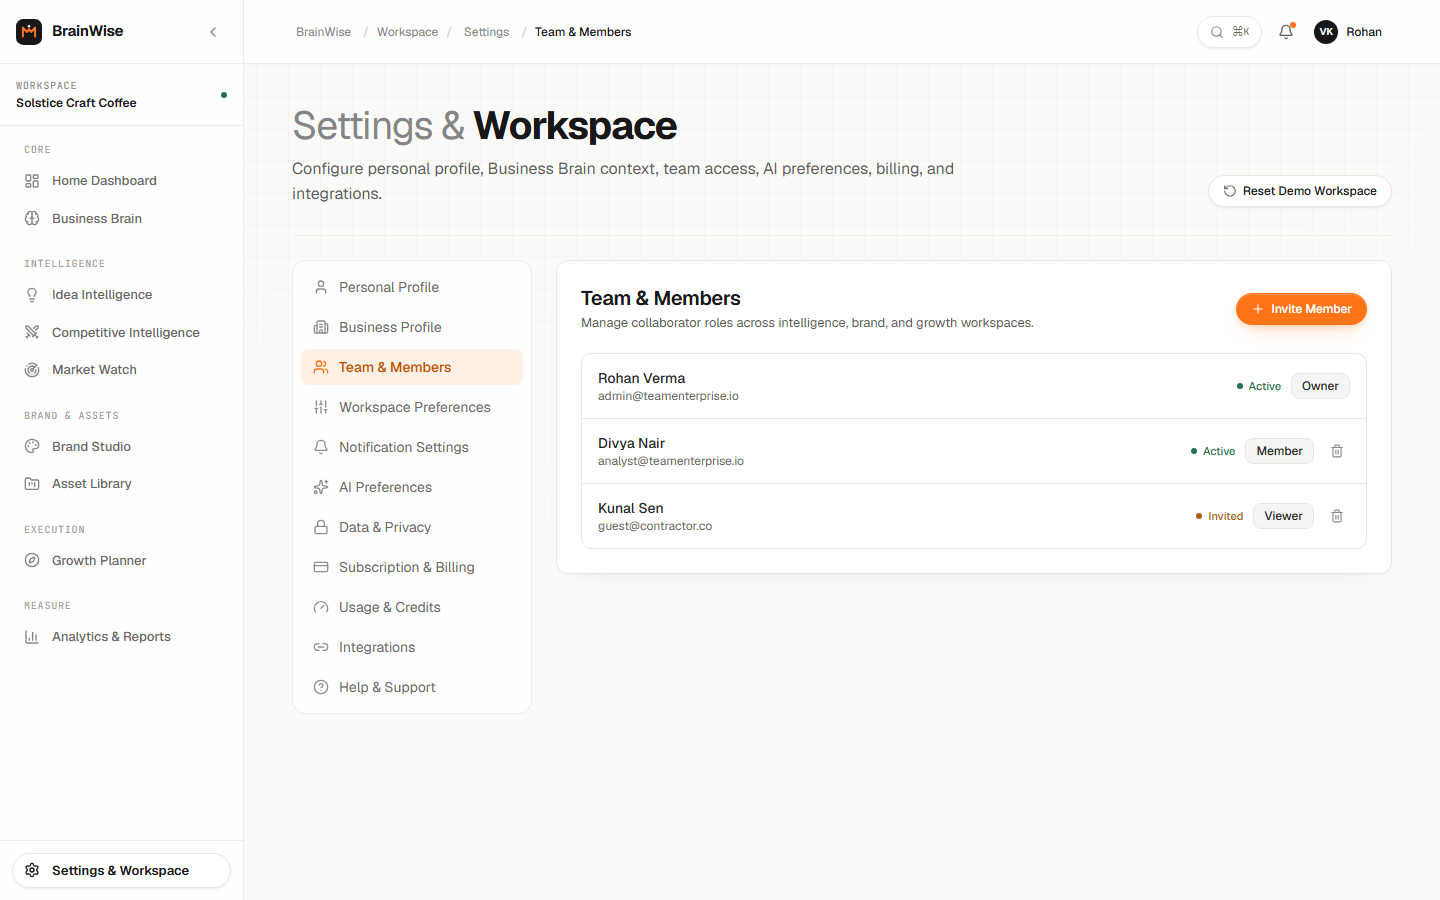 BrainWise
BrainWise / Workspace / Settings / Team & Members
⌘K
VK Rohan
WORKSPACE
Solstice Craft Coffee
CORE
Home Dashboard
Business Brain
INTELLIGENCE
Idea Intelligence
Competitive Intelligence
Market Watch
BRAND & ASSETS
Brand Studio
Asset Library
EXECUTION
Growth Planner
MEASURE
Analytics & Reports
Settings & Workspace
Settings & Workspace
Configure personal profile, Business Brain context, team access, AI preferences, billing, and
integrations.
Reset Demo Workspace
Personal Profile
Business Profile
Team & Members
Workspace Preferences
Notification Settings
AI Preferences
Data & Privacy
Subscription & Billing
Usage & Credits
Integrations
Help & Support
Team & Members
Manage collaborator roles across intelligence, brand, and growth workspaces.
Invite Member
Rohan Verma
admin@teamenterprise.io
Active Owner
Divya Nair
analyst@teamenterprise.io
Active Member
Kunal Sen
guest@contractor.co
Invited Viewer